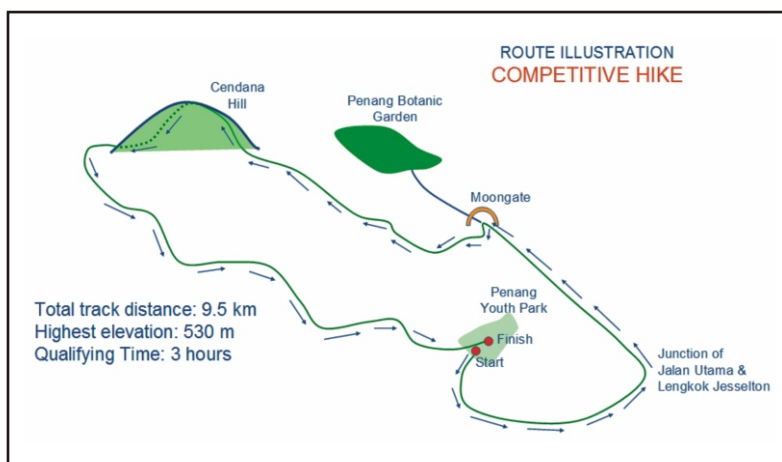 ROUTE ILLUSTRATION
COMPETITIVE HIKE
Cendana
Hill
Penang Botanic
Garden
Moongate
Penang
Youth Park
Finish
Start
Total track distance: 9.5 km
Highest elevation: 530 m
Qualifying Time: 3 hours
Junction of
Jalan Utama &
Lengkok Jesselton